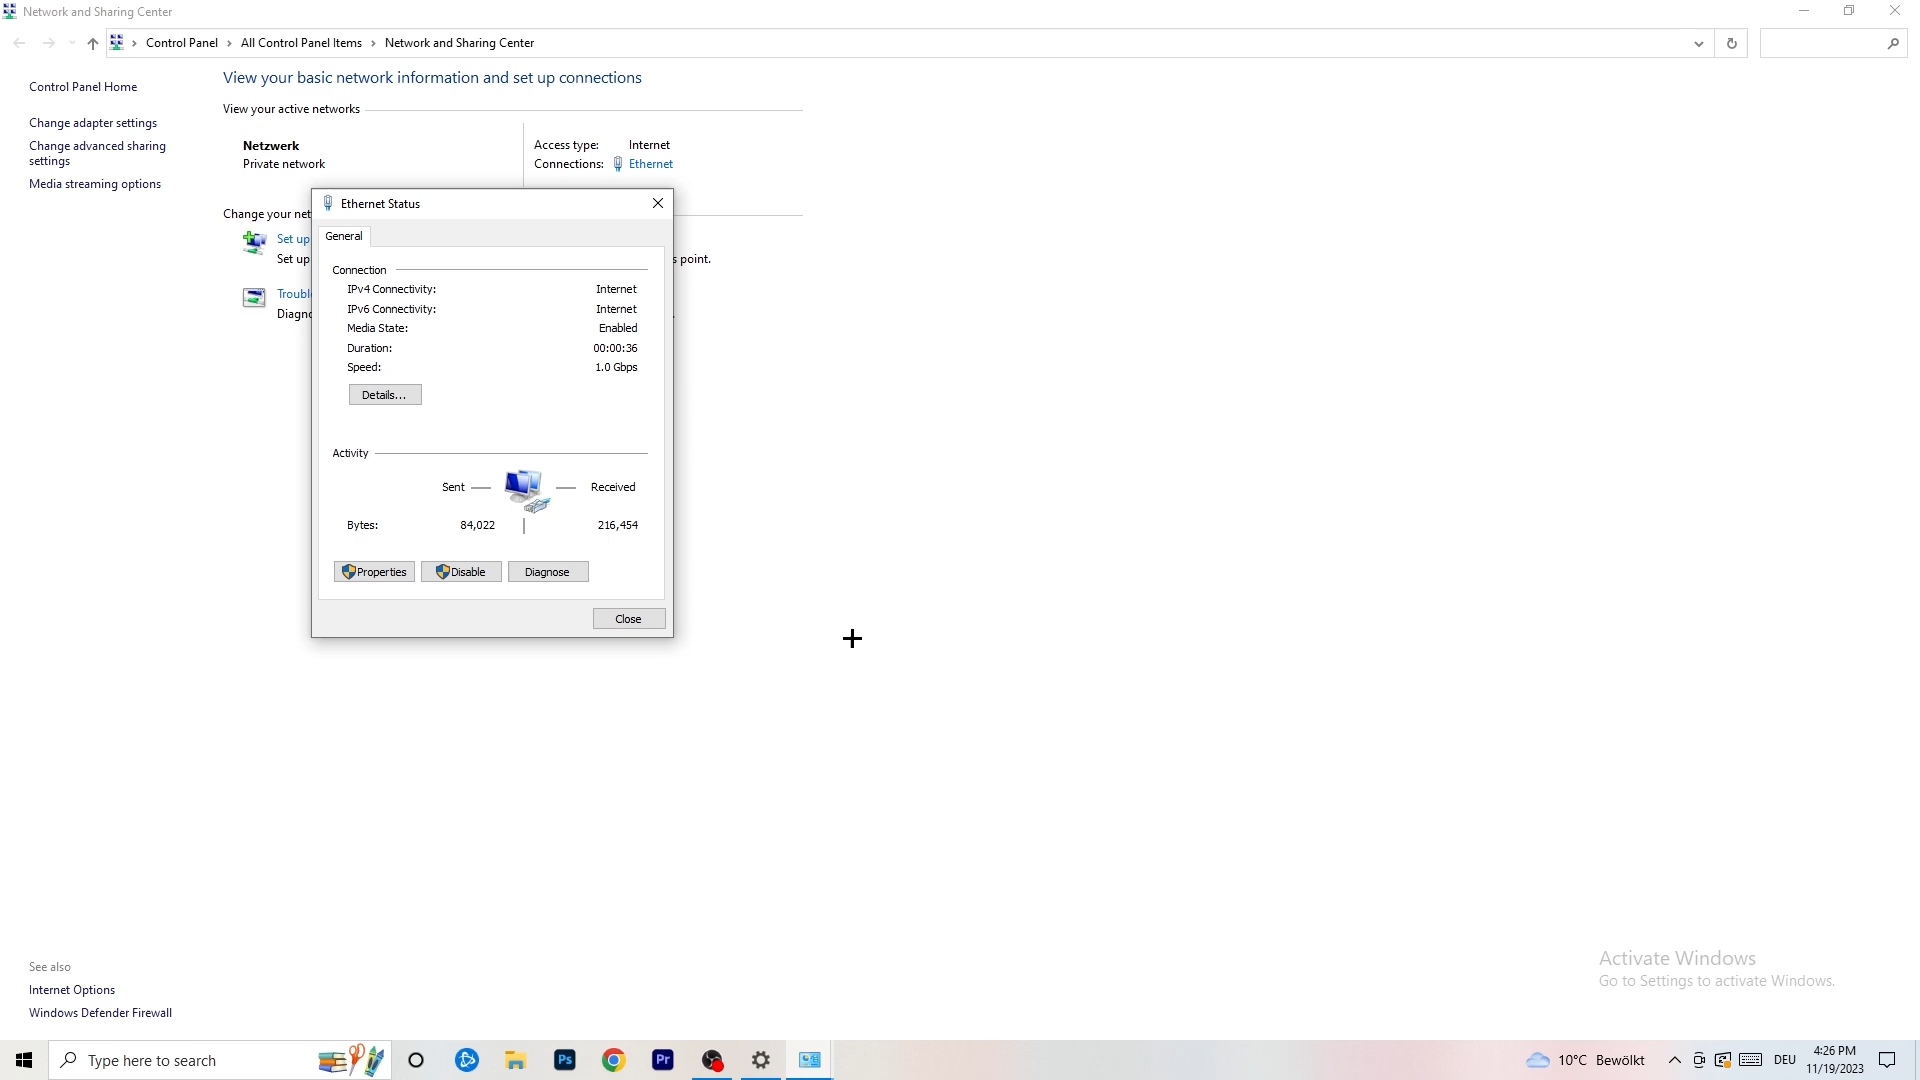 Network and Sharing Center
Control Panel > All Control Panel Items > Network and Sharing Center
Control Panel Home
Change adapter settings
Change advanced sharing
settings
Media streaming options
View your basic network information and set up connections
View your active networks
Netzwerk
Private network
Access type: Internet
Connections: Ethernet
Change your net
Set up
Set up
s point.
Troubl
Diagno
Ethernet Status
General
Connection
IPv4 Connectivity: Internet
IPv6 Connectivity: Internet
Media State: Enabled
Duration: 00:00:36
Speed: 1.0 Gbps
Details...
Activity
Sent
Received
Bytes: 84,022 216,454
Properties
Disable
Diagnose
Close
See also
Internet Options
Windows Defender Firewall
Activate Windows
Go to Settings to activate Windows.
Type here to search
Ps
Pr
10°C Bewölkt
DEU
4:26 PM
11/19/2023